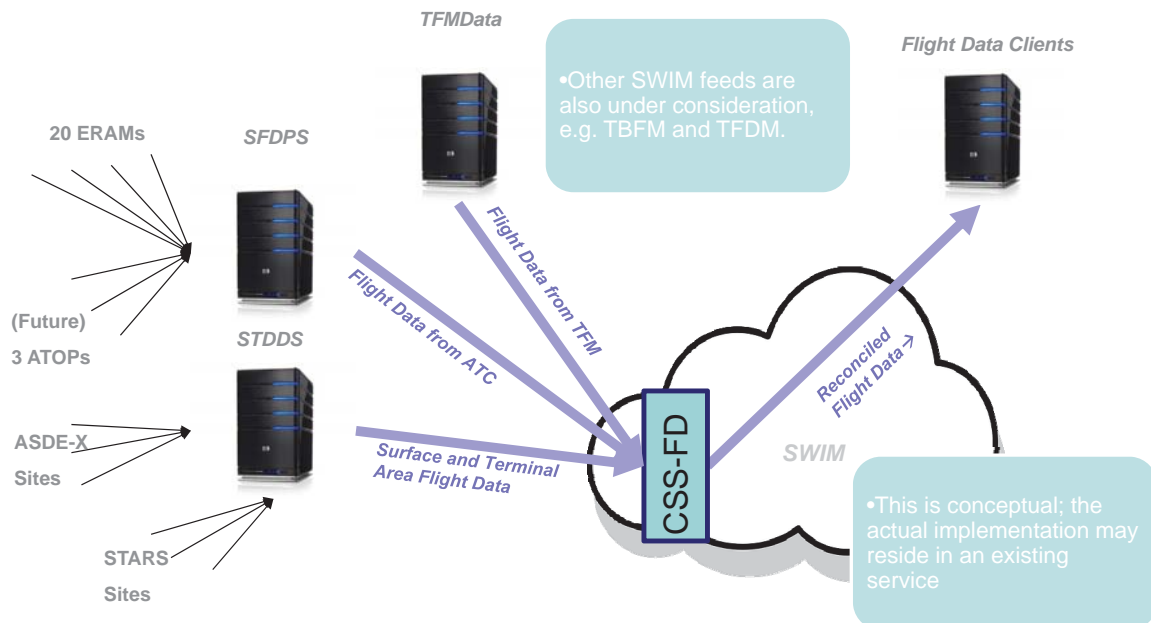 TFMData
Flight Data Clients
•Other SWIM feeds are
also under consideration,
e.g. TBFM and TFDM.
20 ERAMs
SFDPS
(Future)
3 ATOPs
STDDS
ASDE-X
Sites
STARS
Sites
Flight Data from TFM
Flight Data from ATC
Surface and Terminal
Area Flight Data
CSS-FD
Reconciled
Flight Data →
SWIM
•This is conceptual; the
actual implementation may
reside in an existing
service